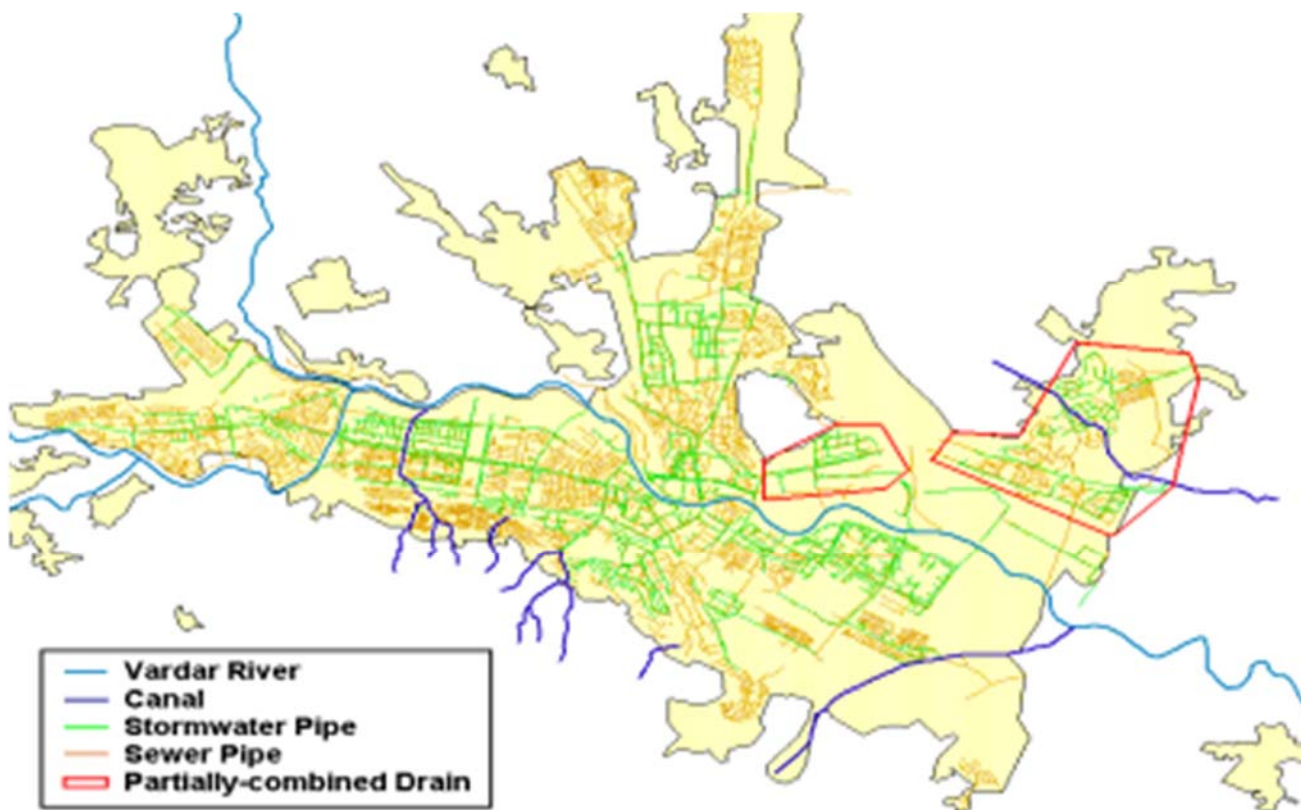 Vardar River
Canal
Stormwater Pipe
Sewer Pipe
Partially-combined Drain